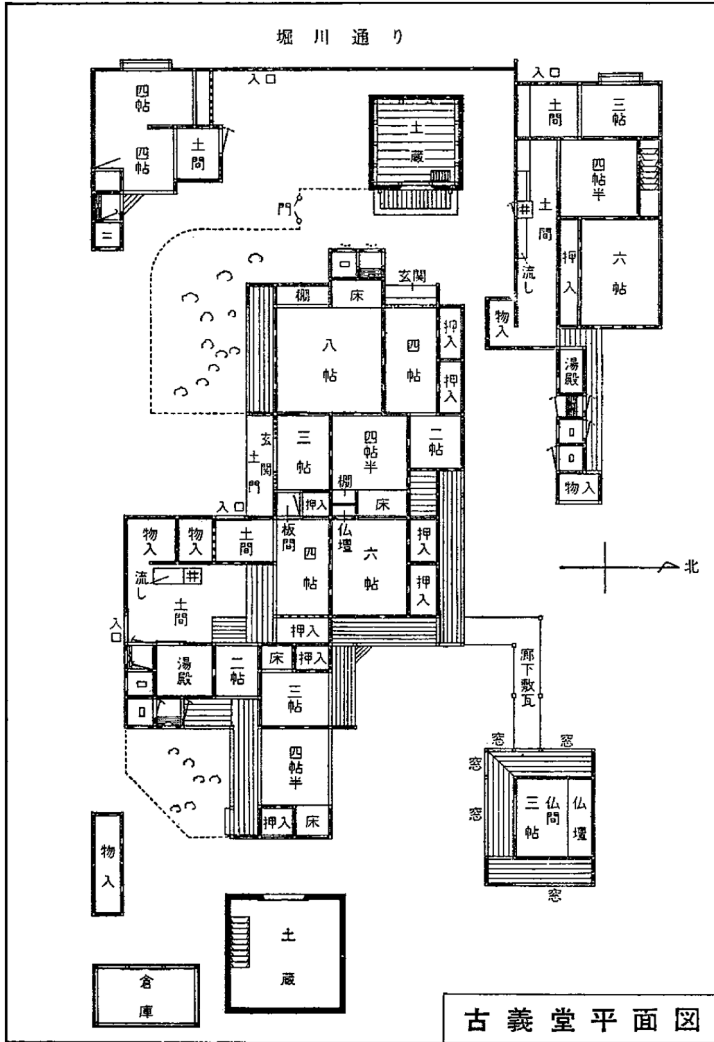 堀川通り
入口
四帖
四帖
土間
三
土蔵
門
入口
土間
三帖
四帖半
土間
井
流し
押入
六帖
物入
湯殿
物入
玄関
棚
床
八帖
四帖
押入
押入
玄関
土間
門
三帖
四帖半
二帖
棚
押入
床
入口
板間
仏壇
物入
物入
土間
四帖
六帖
押入
押入
流し
井
土間
入口
押入
湯殿
二帖
床
押入
三帖
四帖半
押入
床
北
廊下敷瓦
窓
窓
窓
窓
三帖
仏間
仏壇
窓
物入
土蔵
倉庫
古義堂平面図